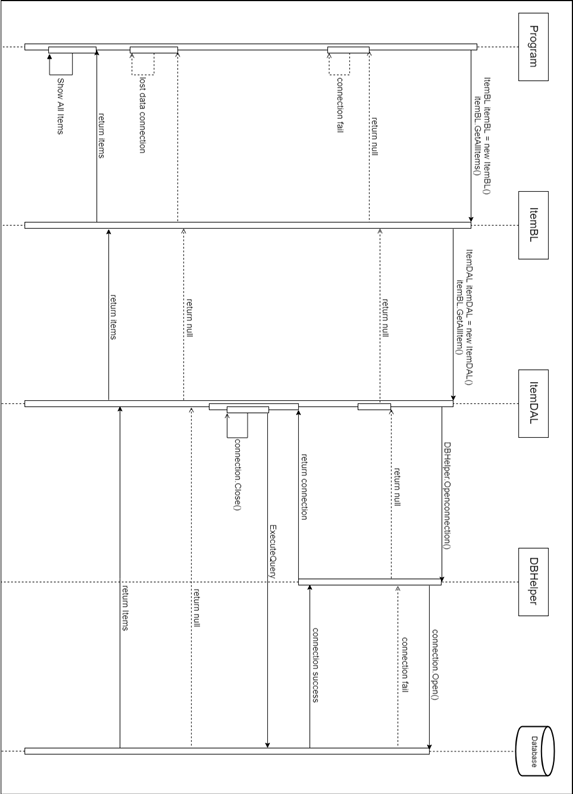 Program
ItemBL
ItemDAL
DBHelper
Database
ItemBL itemBL = new ItemBL()
itemBL.GetAllItems()
ItemDAL itemDAL = new ItemDAL()
itemBL.GetAllItem()
DBHelper.Openconnection()
connection.Open()
connection fail
return null
return null
return null
connection fail
connection success
return connection
ExecuteQuery
connection.Close()
return null
return null
lost data connection
return Items
return items
return items
Show All Items